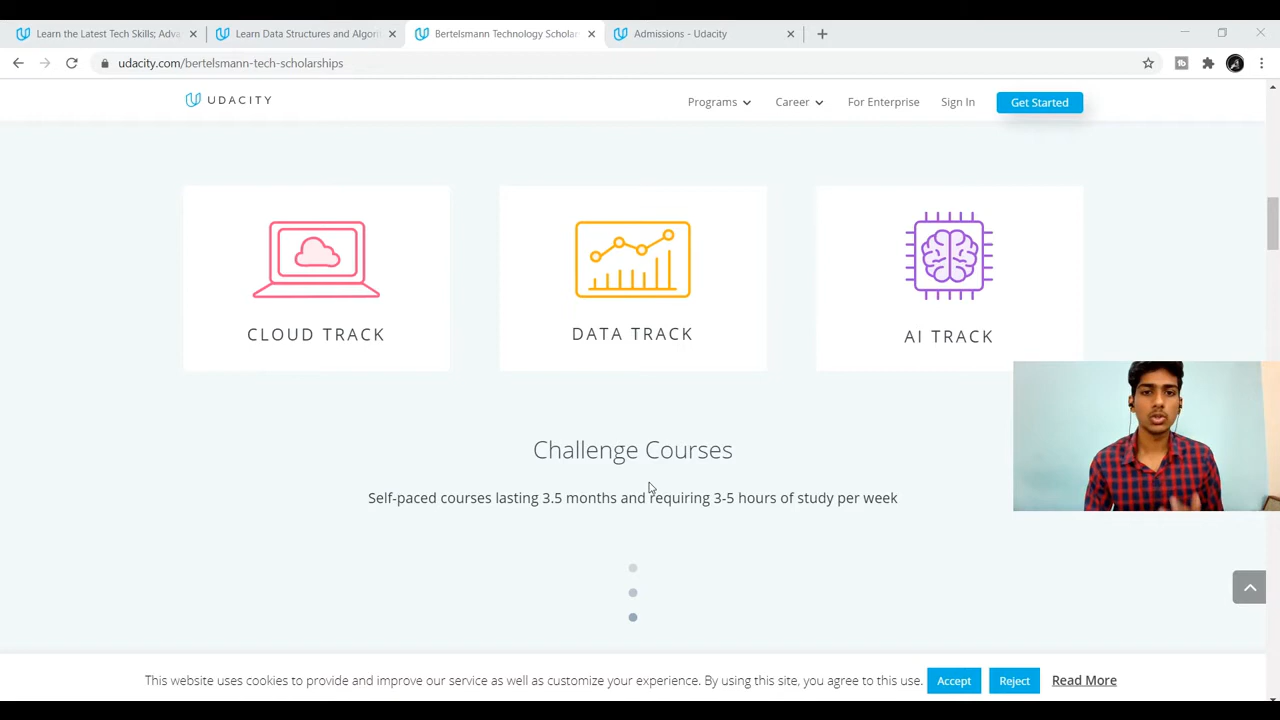 Learn the Latest Tech Skills; Adva
Learn Data Structures and Algori
Bertelsmann Technology Scholar
Admissions - Udacity
udacity.com/bertelsmann-tech-scholarships
UDACITY
Programs
Career
For Enterprise
Sign In
Get Started
CLOUD TRACK
DATA TRACK
AI TRACK
Challenge Courses
Self-paced courses lasting 3.5 months and requiring 3-5 hours of study per week
This website uses cookies to provide and improve our service as well as customize your experience. By using this site, you agree to this use.
Accept
Reject
Read More